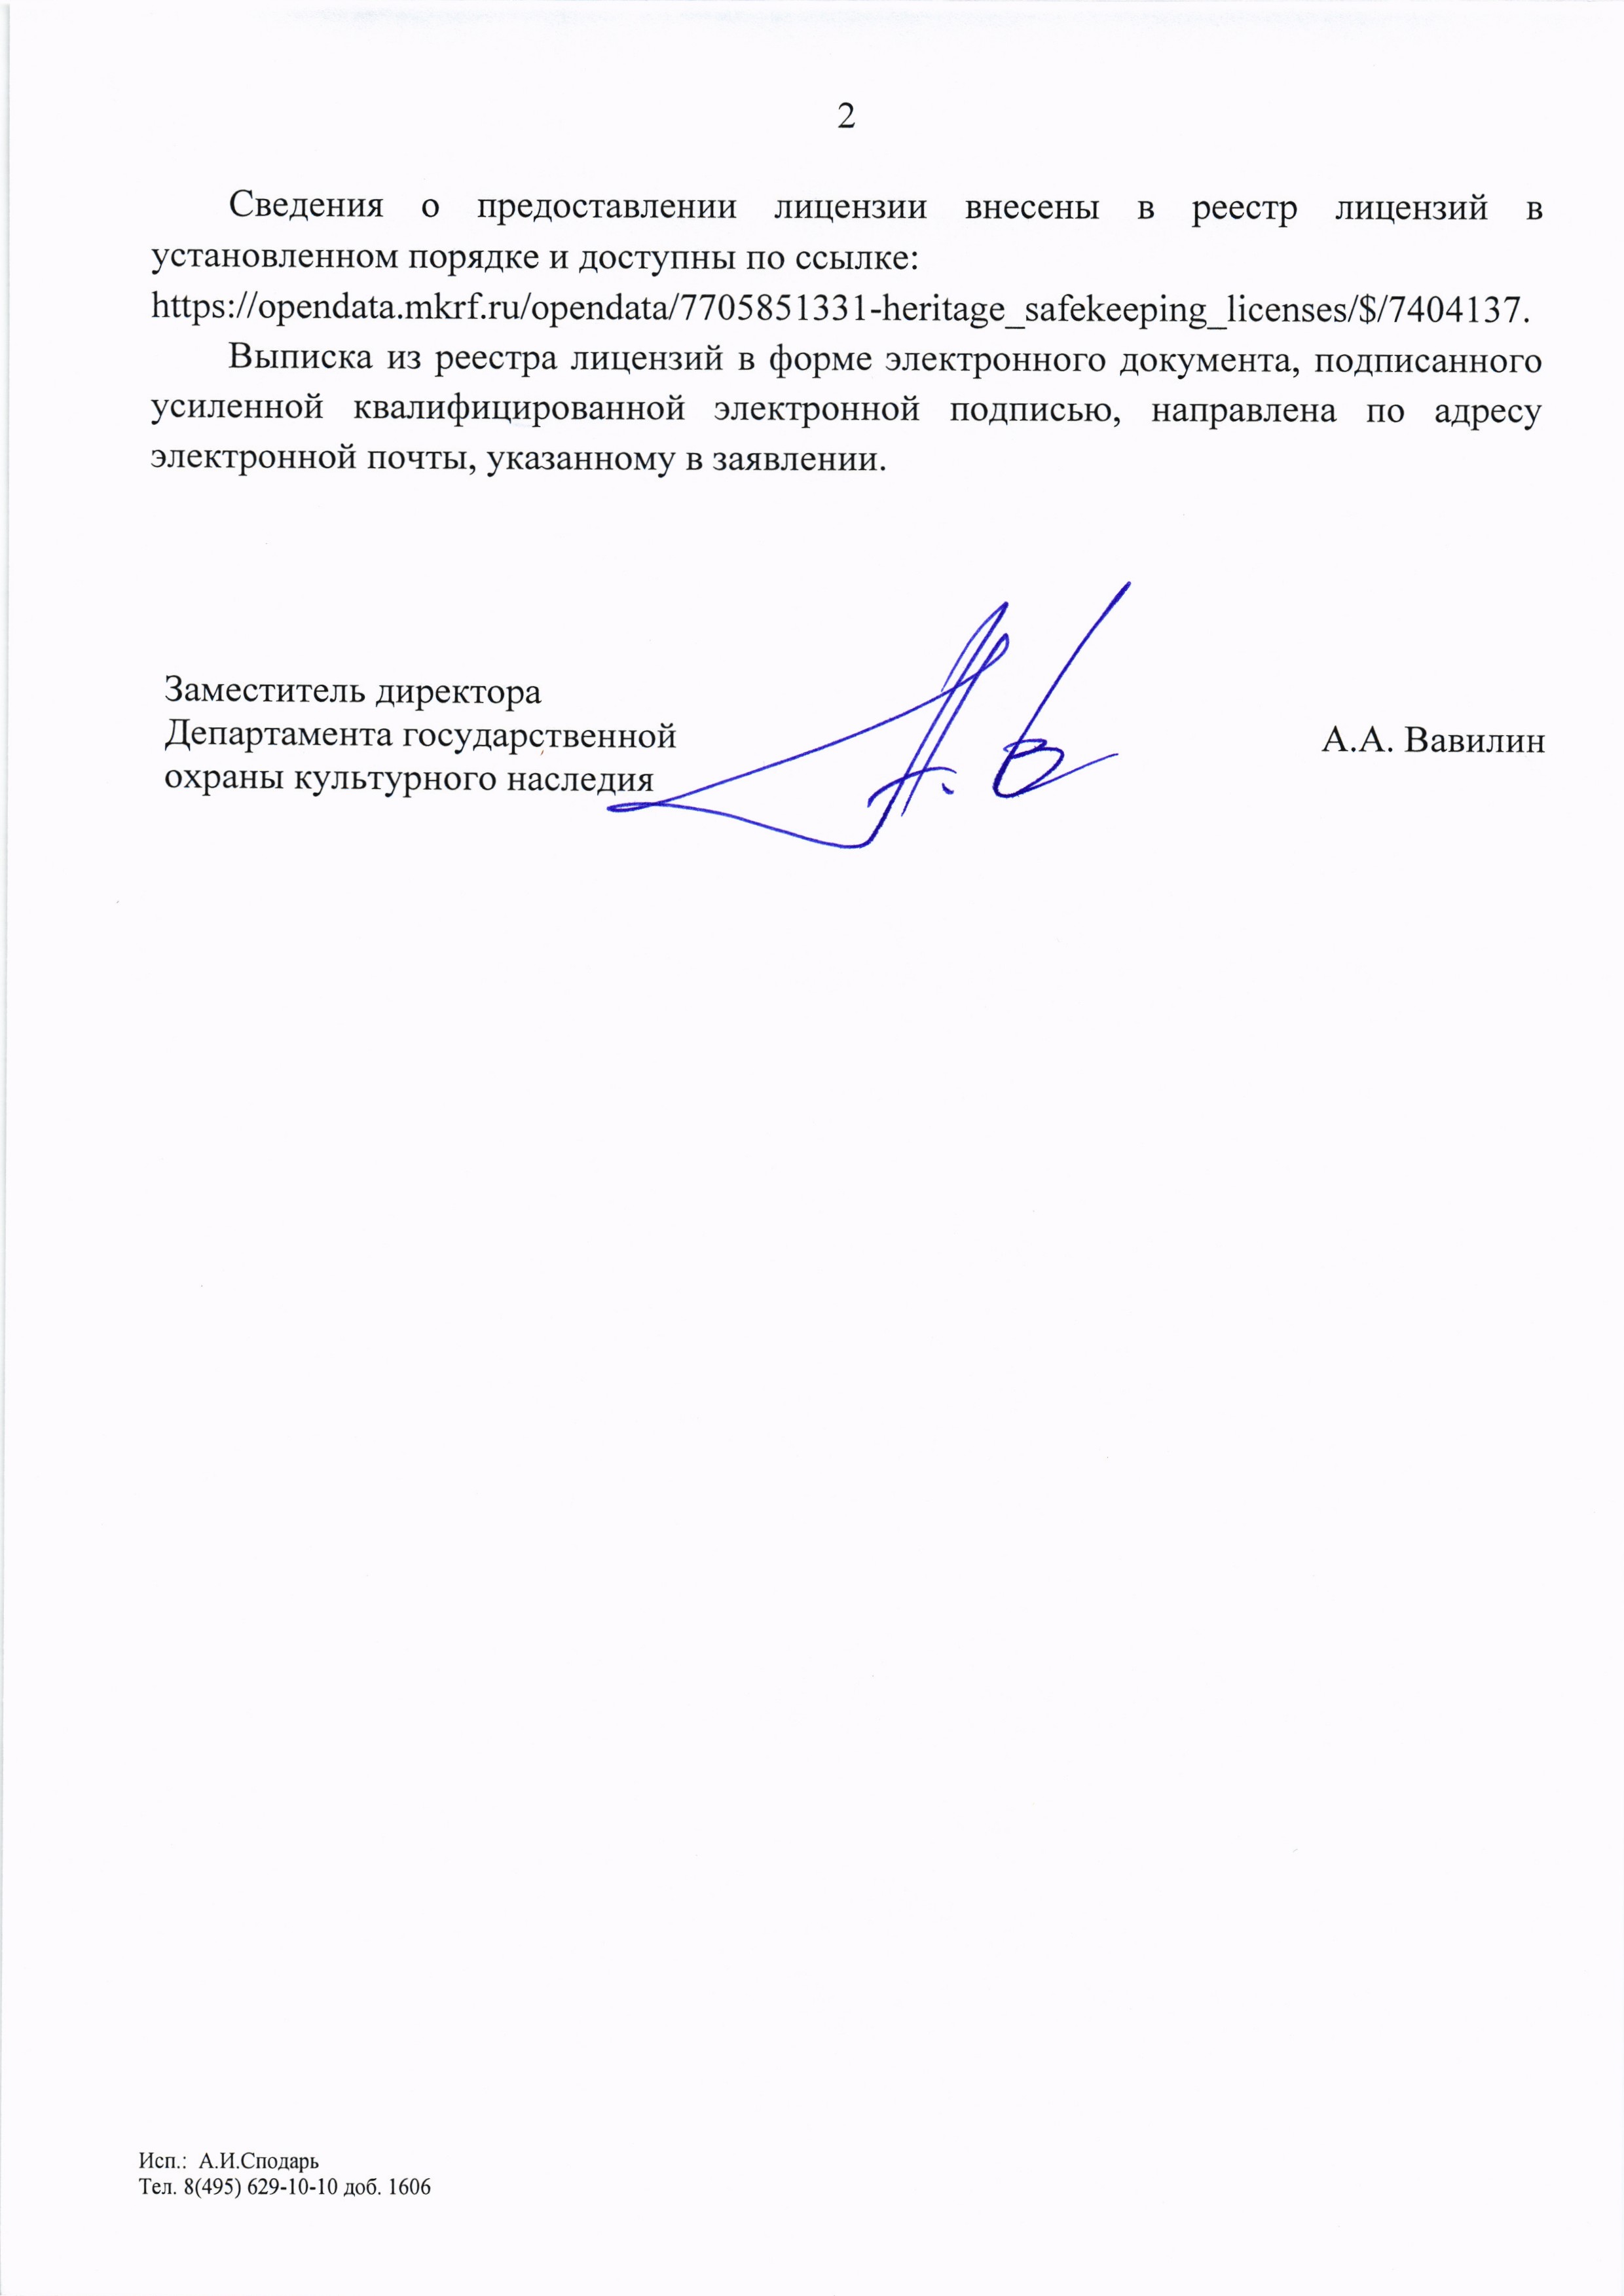 2
Сведения о предоставлении лицензии внесены в реестр лицензий в
установленном порядке и доступны по ссылке:
https://opendata.mkrf.ru/opendata/7705851331-heritage_safekeeping_licenses/$/7404137.
Выписка из реестра лицензий в форме электронного документа, подписанного
усиленной квалифицированной электронной подписью, направлена по адресу
электронной почты, указанному в заявлении.
Заместитель директора
Департамента государственной
охраны культурного наследия
А.А. Вавилин
Исп.: А.И.Сподарь
Тел. 8(495) 629-10-10 доб. 1606